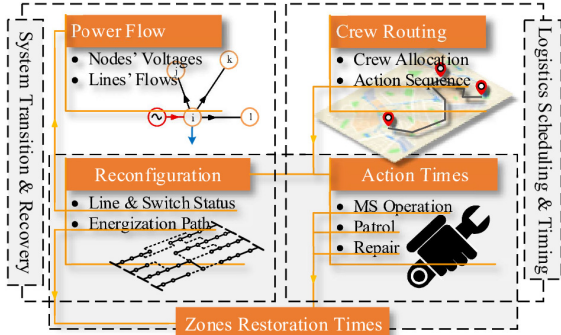 System Transition & Recovery
Power Flow
Nodes' Voltages
Lines' Flows
j
k
i
l
Crew Routing
Crew Allocation
Action Sequence
Logistics Scheduling & Timing
Reconfiguration
Line & Switch Status
Energization Path
Action Times
MS Operation
Patrol
Repair
Zones Restoration Times